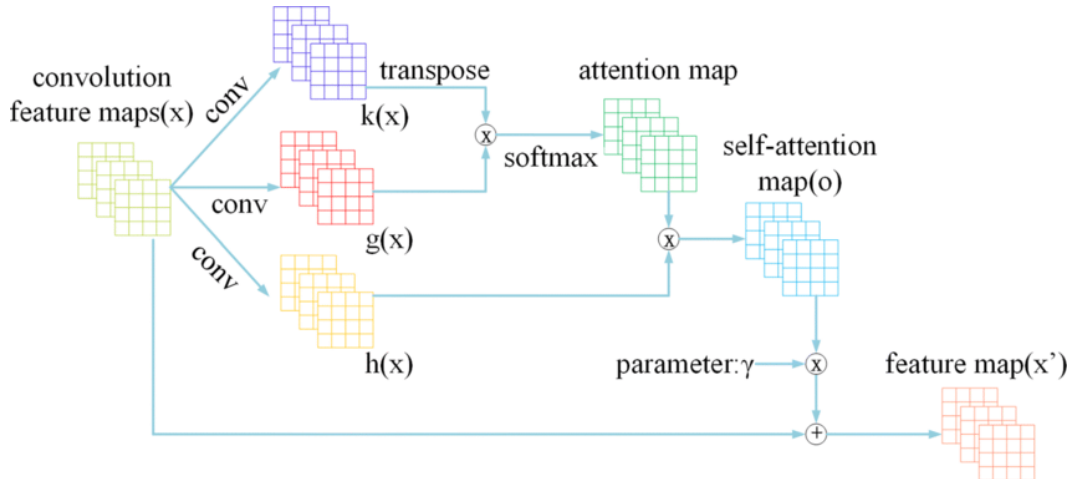 convolution
feature maps(x)
conv
conv
conv
k(x)
g(x)
h(x)
transpose
x
softmax
attention map
x
self-attention
map(o)
parameter:γ
x
+
feature map(x’)